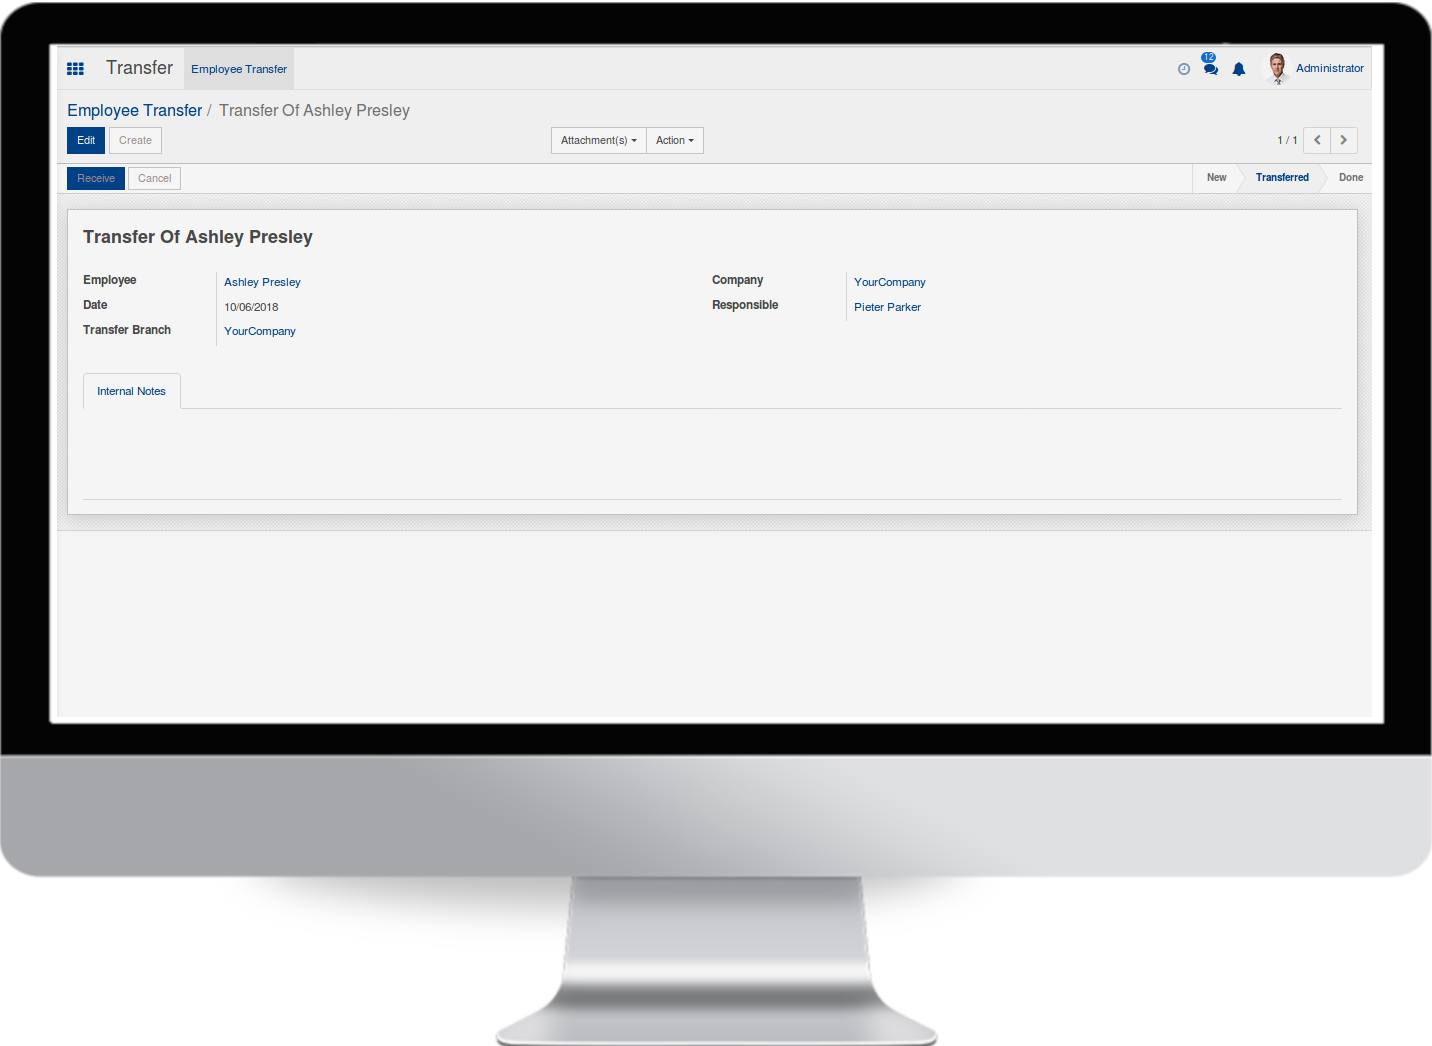 Transfer Employee Transfer 12 Administrator
Employee Transfer / Transfer Of Ashley Presley
Edit Create Attachment(s) Action 1 / 1
Receive Cancel New Transferred Done
Transfer Of Ashley Presley
Employee Ashley Presley Company YourCompany
Date 10/06/2018 Responsible Pieter Parker
Transfer Branch YourCompany
Internal Notes